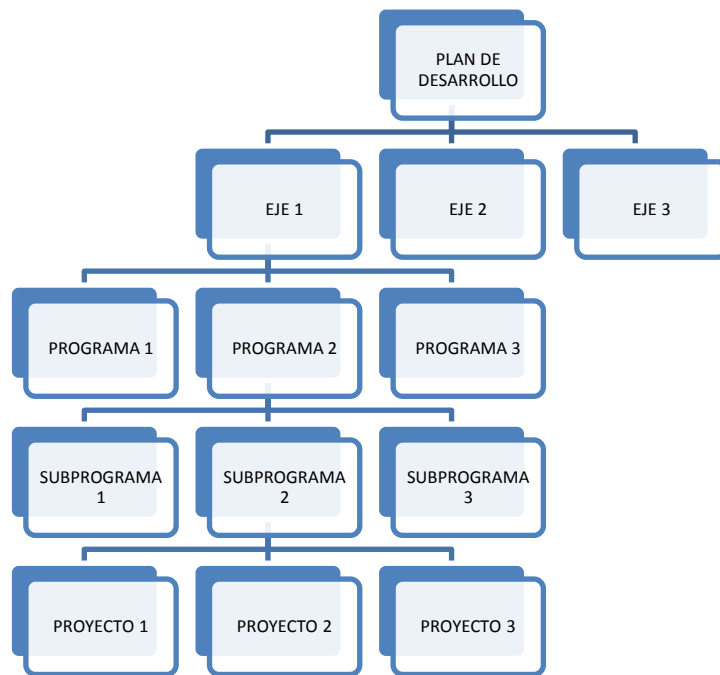 PLAN DE
DESARROLLO
EJE 1
EJE 2
EJE 3
PROGRAMA 1
PROGRAMA 2
PROGRAMA 3
SUBPROGRAMA
1
SUBPROGRAMA
2
SUBPROGRAMA
3
PROYECTO 1
PROYECTO 2
PROYECTO 3